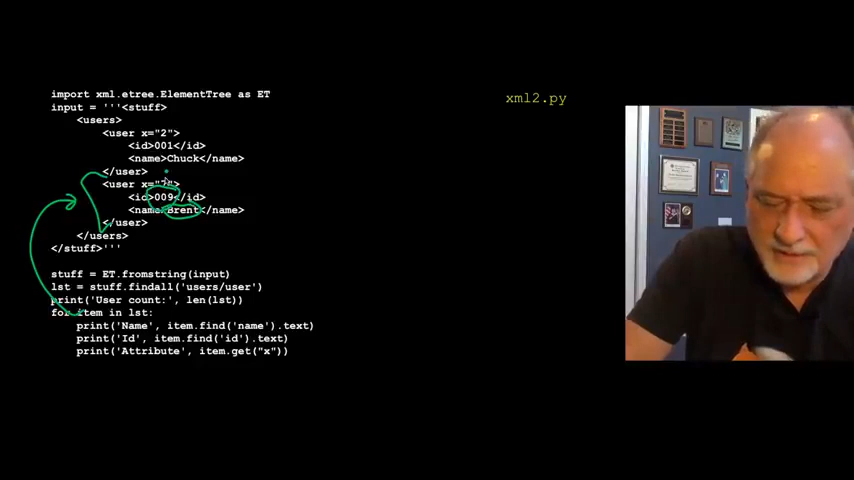 import xml.etree.ElementTree as ET
input = '''<stuff>
<users>
<user x="2">
<id>001</id>
<name>Chuck</name>
</user>
<user x="7">
<id>009</id>
<name>Brent</name>
</user>
</users>
</stuff>'''
stuff = ET.fromstring(input)
lst = stuff.findall('users/user')
print('User count:', len(lst))
for item in lst:
print('Name', item.find('name').text)
print('Id', item.find('id').text)
print('Attribute', item.get("x"))
xml2.py